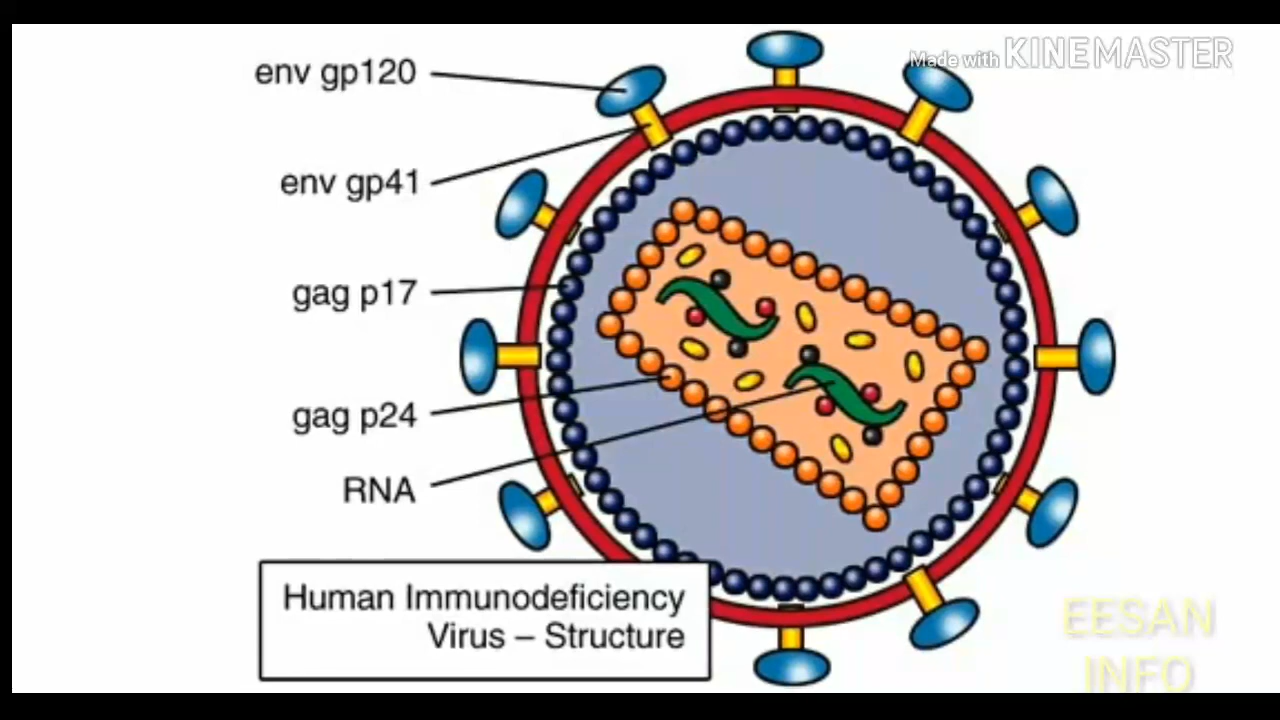 Made with KINEMASTER
env gp120
env gp41
gag p17
gag p24
RNA
Human Immunodeficiency
Virus – Structure
EESAN
INFO